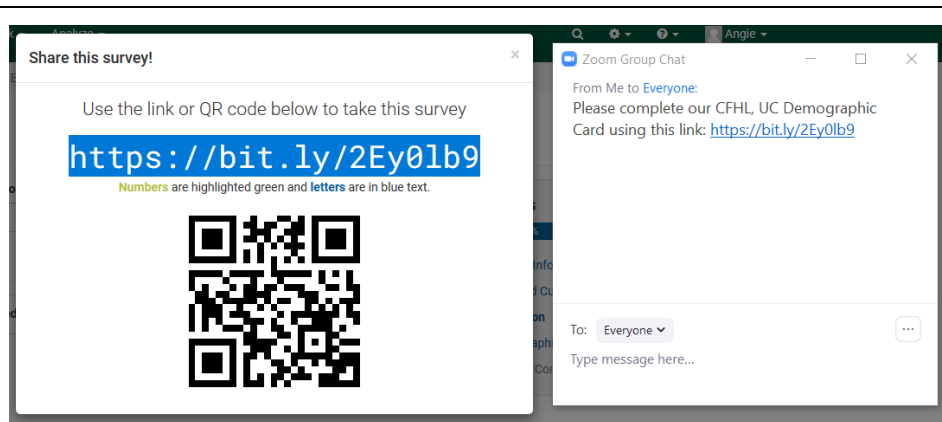 Analyze
Angie
Share this survey!
×
Use the link or QR code below to take this survey
https://bit.ly/2Ey0lb9
Numbers are highlighted green and letters are in blue text.
Zoom Group Chat
From Me to Everyone:
Please complete our CFHL, UC Demographic
Card using this link: https://bit.ly/2Ey0lb9
To: Everyone
Type message here...